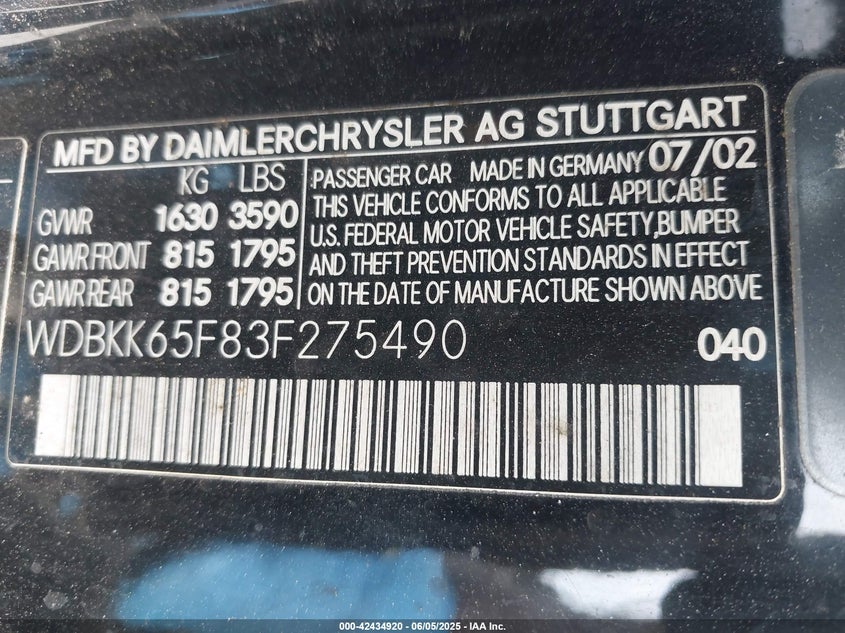 MFD BY DAIMLERCHRYSLER AG STUTTGART
KG LBS
GVWR 1630 3590
GAWR FRONT 815 1795
GAWR REAR 815 1795
PASSENGER CAR MADE IN GERMANY 07/02
THIS VEHICLE CONFORMS TO ALL APPLICABLE
U.S. FEDERAL MOTOR VEHICLE SAFETY,BUMPER
AND THEFT PREVENTION STANDARDS IN EFFECT
ON THE DATE OF MANUFACTURE SHOWN ABOVE
WDBKK65F83F275490 040
000-42434920 - 06/05/2025 - IAA Inc.